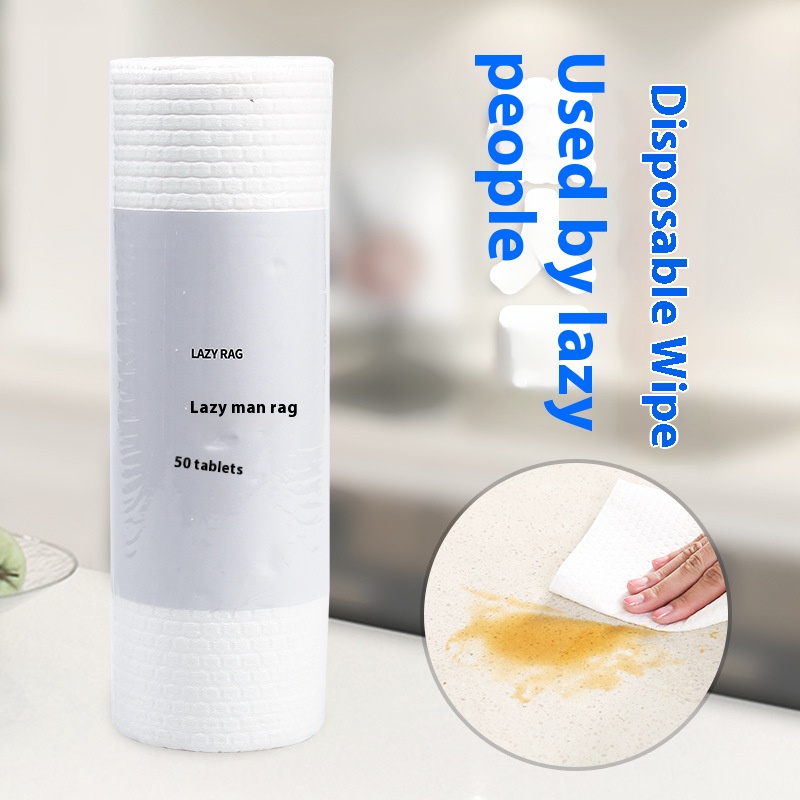 Disposable Wipe
Used by lazy
people
LAZY RAG
Lazy man rag
50 tablets